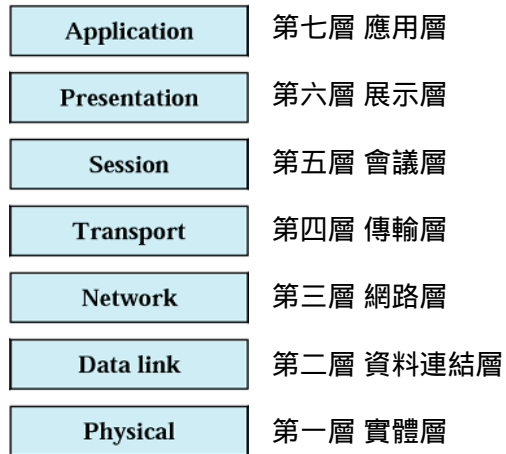 Application 第七層 應用層
Presentation 第六層 展示層
Session 第五層 會議層
Transport 第四層 傳輸層
Network 第三層 網路層
Data link 第二層 資料連結層
Physical 第一層 實體層